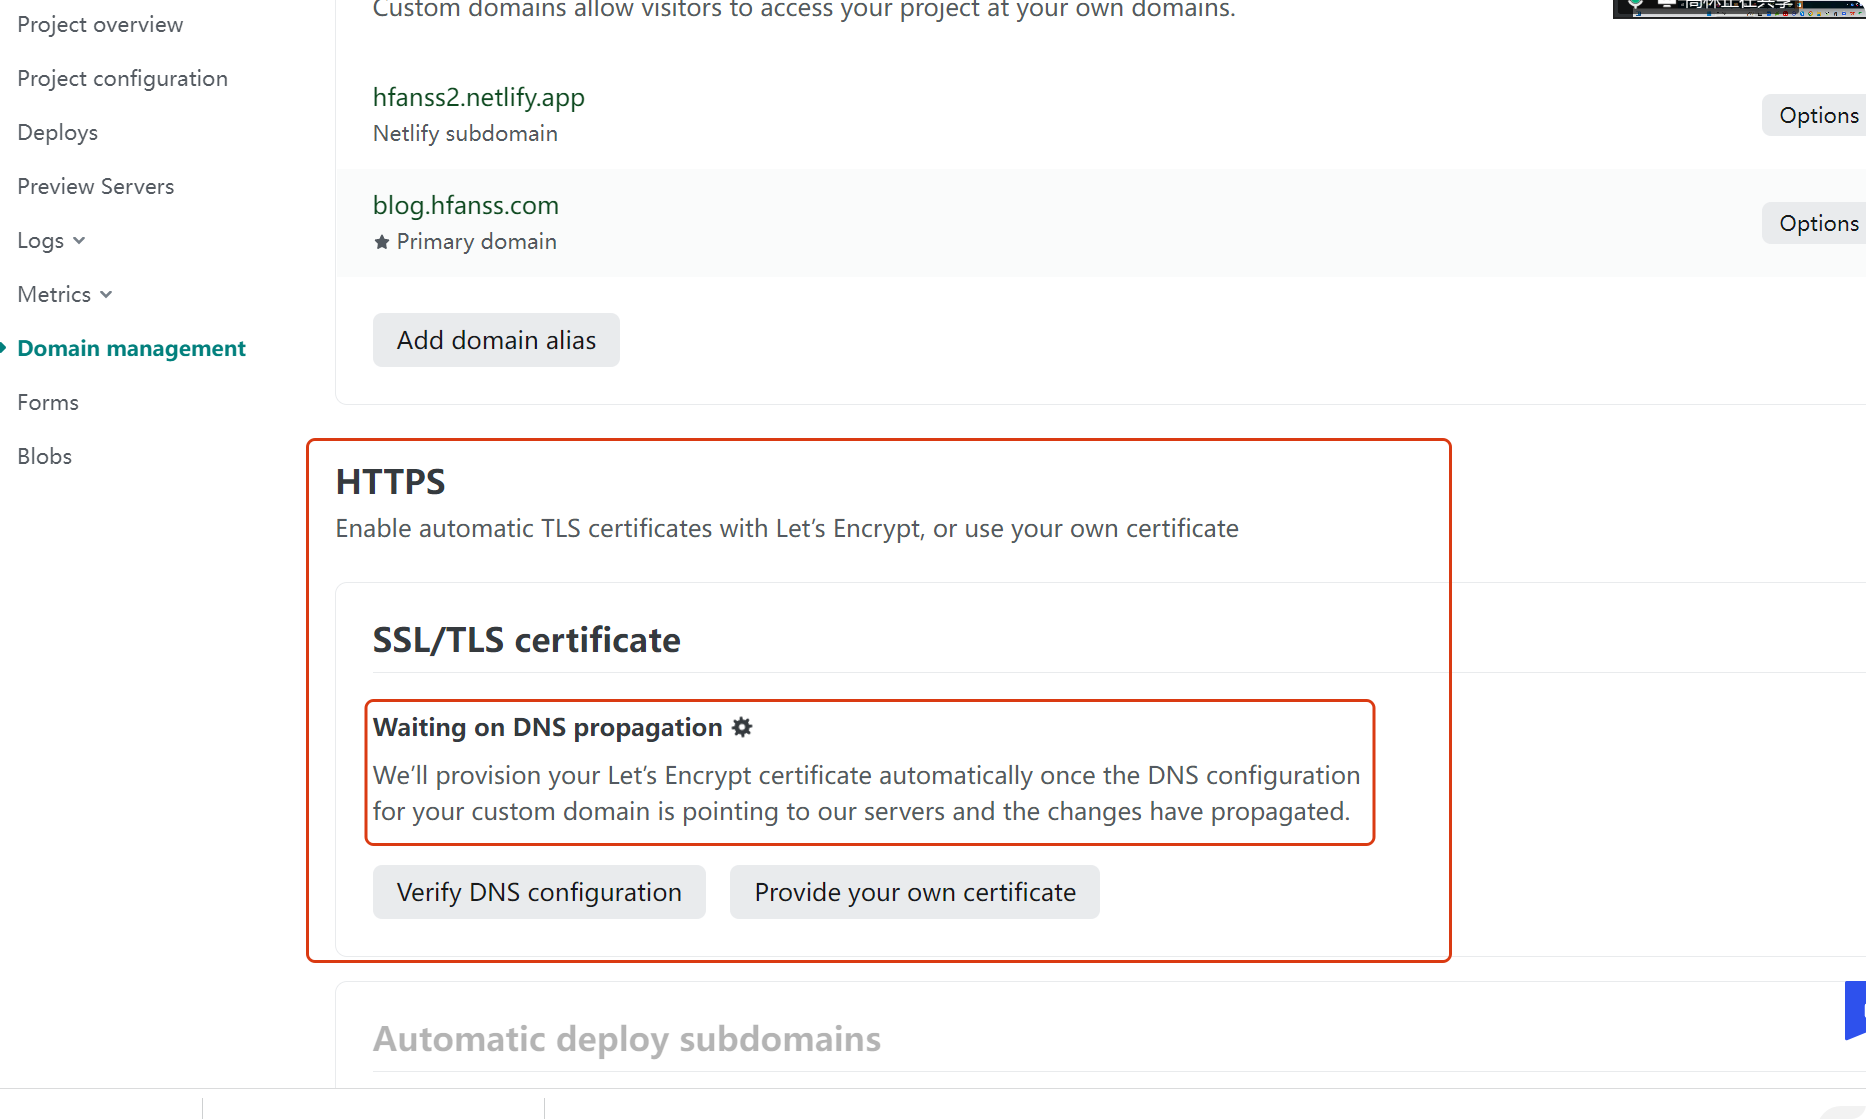 Custom domains allow visitors to access your project at your own domains.
Project overview
Project configuration
Deploys
Preview Servers
Logs
Metrics
Domain management
Forms
Blobs
hfanss2.netlify.app
Netlify subdomain
Options
blog.hfanss.com
Primary domain
Options
Add domain alias
HTTPS
Enable automatic TLS certificates with Let’s Encrypt, or use your own certificate
SSL/TLS certificate
Waiting on DNS propagation
We’ll provision your Let’s Encrypt certificate automatically once the DNS configuration
for your custom domain is pointing to our servers and the changes have propagated.
Verify DNS configuration
Provide your own certificate
Automatic deploy subdomains